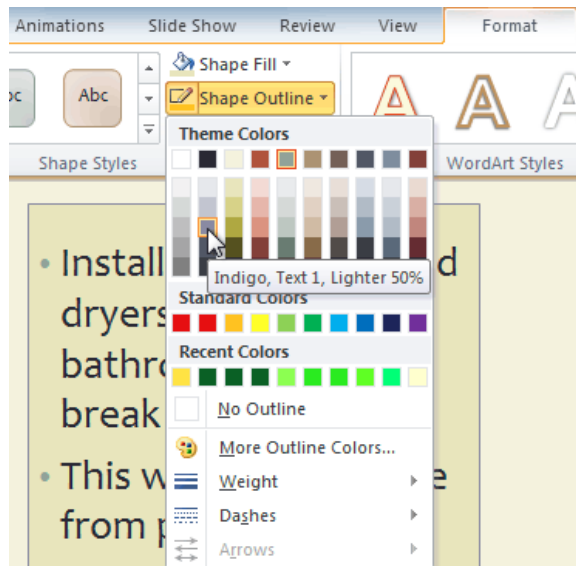 Animations Slide Show Review View Format
Shape Fill
Abc Shape Outline
Theme Colors
Shape Styles WordArt Styles
Indigo, Text 1, Lighter 50%
Standard Colors
Recent Colors
No Outline
More Outline Colors...
Weight
Dashes
Arrows
• Install d
dryers
bathro
break
• This w e
from p